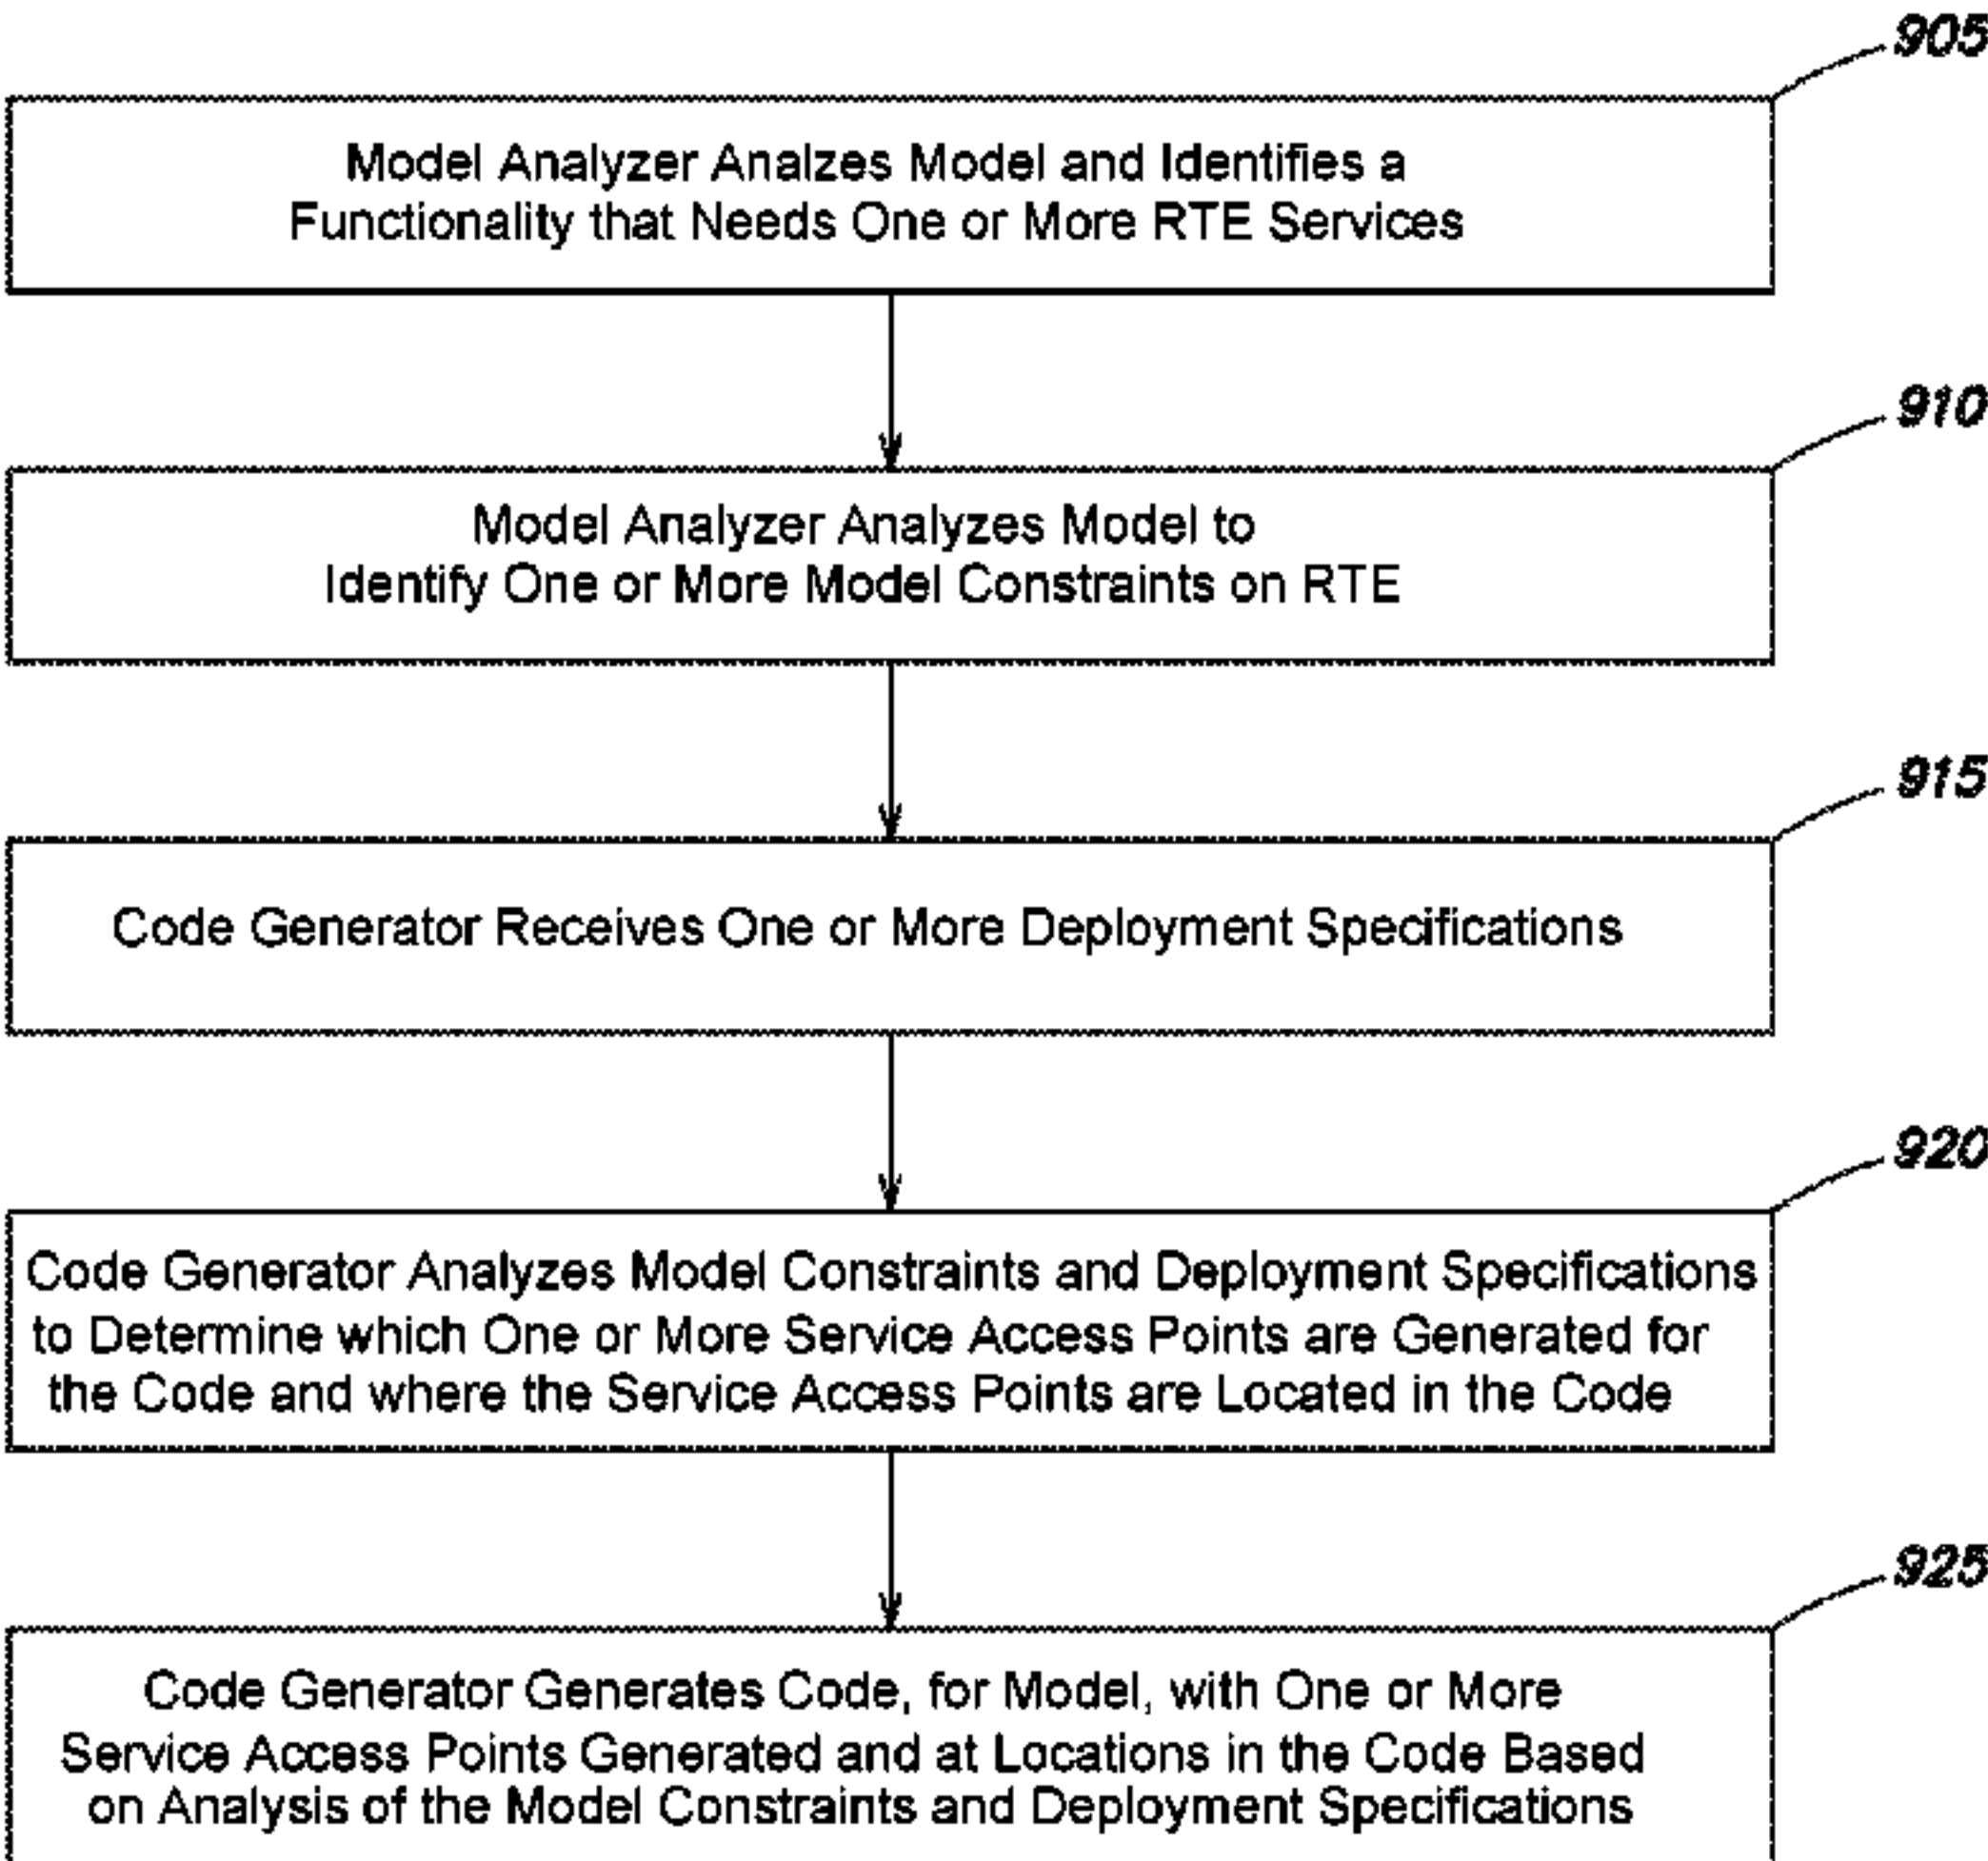 905
Model Analyzer Analzes Model and Identifies a
Functionality that Needs One or More RTE Services
910
Model Analyzer Analyzes Model to
Identify One or More Model Constraints on RTE
915
Code Generator Receives One or More Deployment Specifications
920
Code Generator Analyzes Model Constraints and Deployment Specifications
to Determine which One or More Service Access Points are Generated for
the Code and where the Service Access Points are Located in the Code
925
Code Generator Generates Code, for Model, with One or More
Service Access Points Generated and at Locations in the Code Based
on Analysis of the Model Constraints and Deployment Specifications